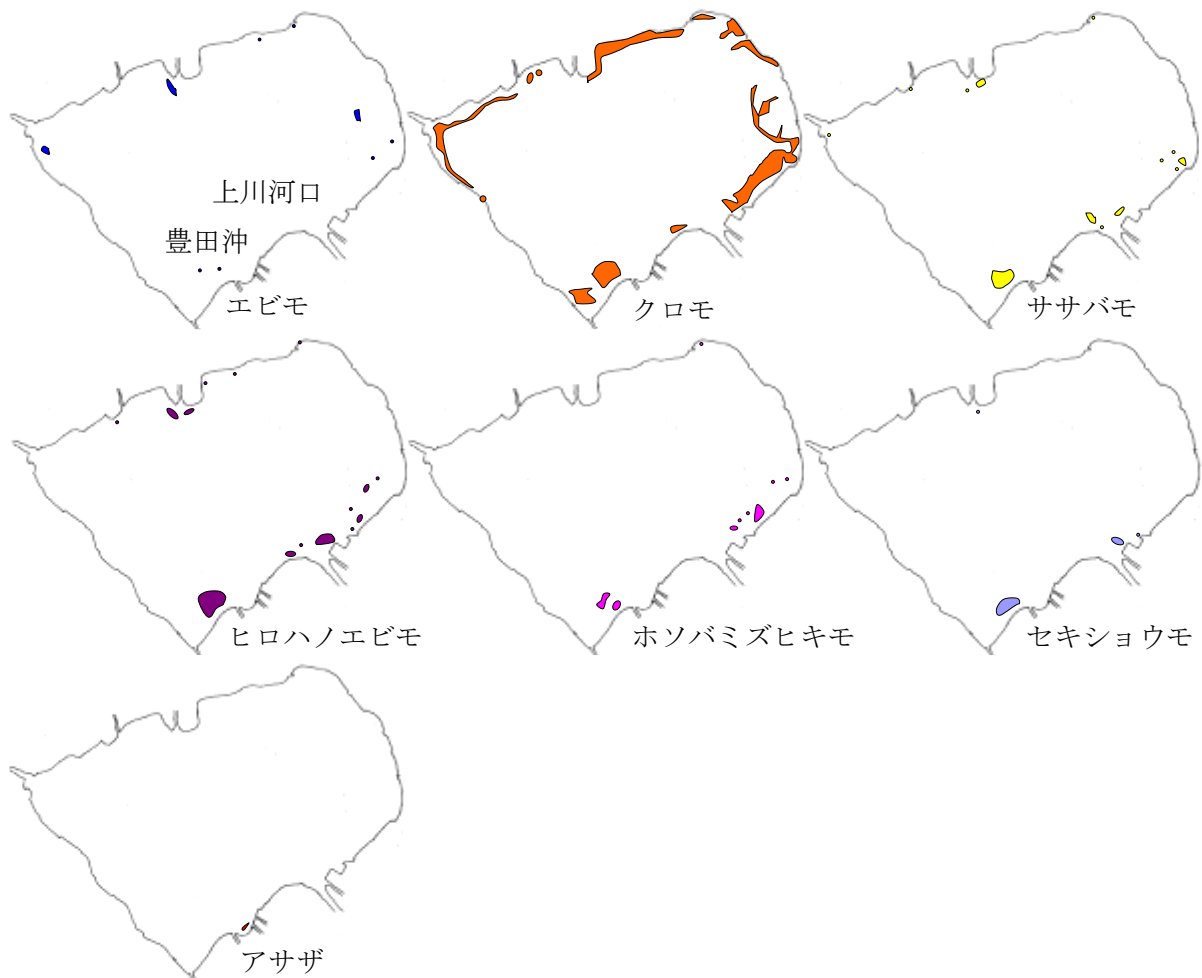 上川河口
豊田沖
エビモ
クロモ
ササバモ
ヒロハノエビモ
ホソバミズヒキモ
セキショウモ
アサザ